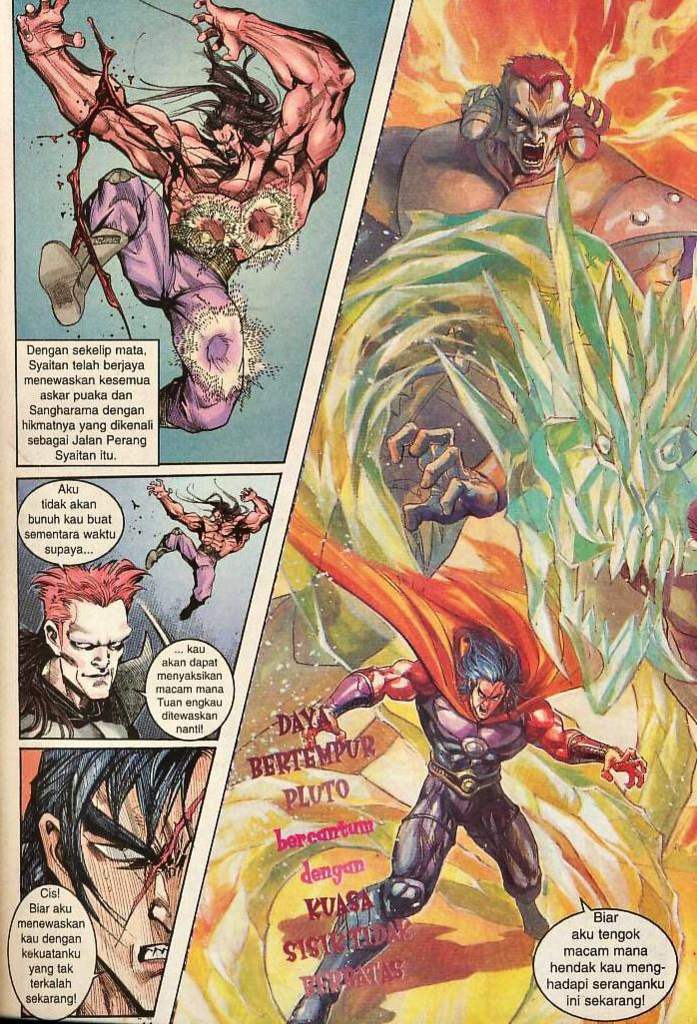 Dengan sekelip mata,
Syaitan telah berjaya
menewaskan kesemua
askar puaka dan
Sangharama dengan
hikmatnya yang dikenali
sebagai Jalan Perang
Syaitan itu.
Aku
tidak akan
bunuh kau buat
sementara waktu
supaya...
... kau
akan dapat
menyaksikan
macam mana
Tuan engkau
ditewaskan
nanti!
Cis!
Biar aku
menewaskan
kau dengan
kekuatanku
yang tak
terkalah
sekarang!
DAYA
BERTEMPUR
PLUTO
bercantum
dengan
KUASA
SISIK TIDAK
BERBATAS
Biar
aku tengok
macam mana
hendak kau meng-
hadapi seranganku
ini sekarang!